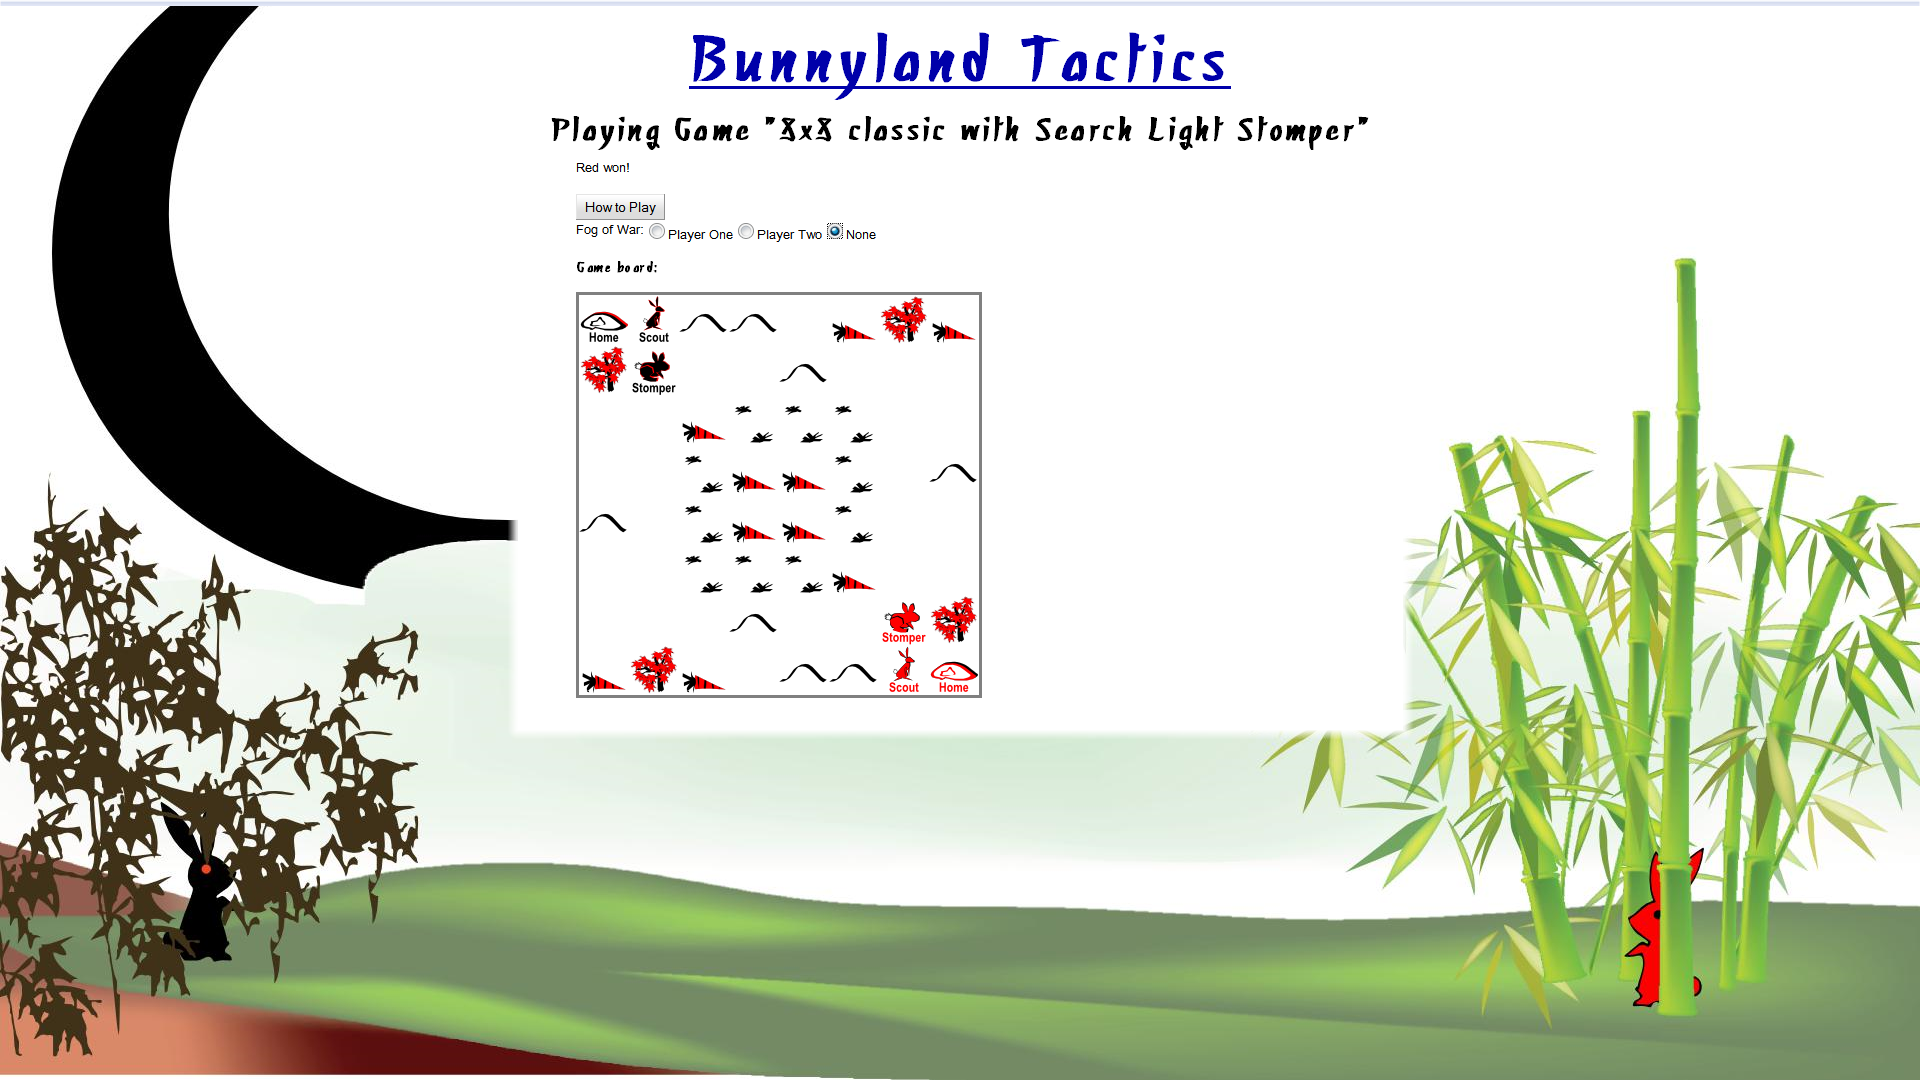 Bunnyland Tactics
Playing Game "8x8 classic with Search Light Stomper"
Red won!
How to Play
Fog of War: Player One Player Two None
Game board:
Home Scout
Stomper
Stomper
Scout Home